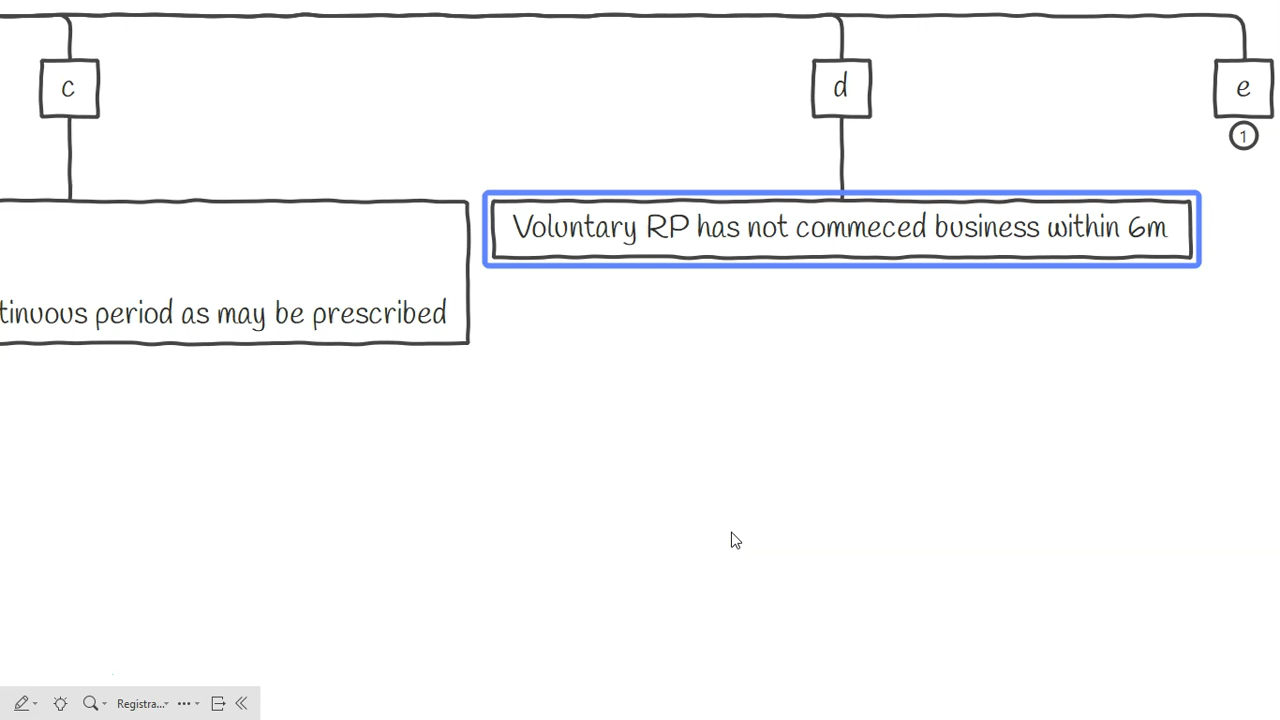 c
d
e
1
Voluntary RP has not commeced business within 6m
tinuous period as may be prescribed
Registra...